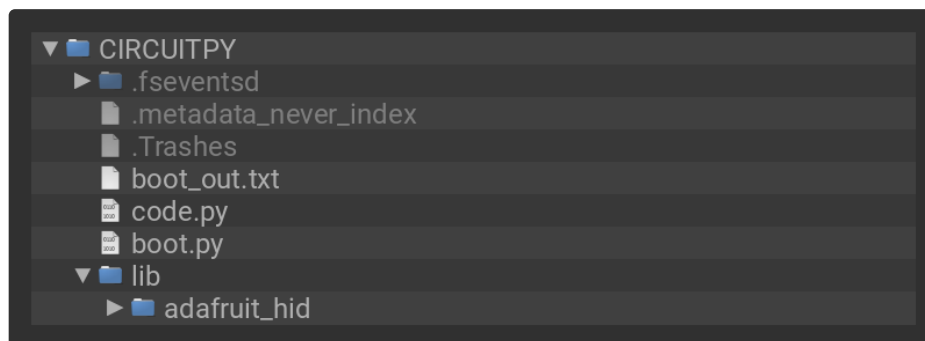 CIRCUITPY
.fseventsd
.metadata_never_index
.Trashes
boot_out.txt
code.py
boot.py
lib
adafruit_hid